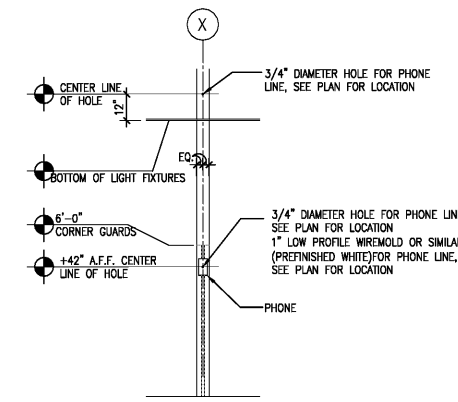 X
3/4" DIAMETER HOLE FOR PHONE
LINE, SEE PLAN FOR LOCATION
CENTER LINE
OF HOLE
12"
EQ.
BOTTOM OF LIGHT FIXTURES
6'-0"
CORNER GUARDS
3/4" DIAMETER HOLE FOR PHONE LIN
SEE PLAN FOR LOCATION
1" LOW PROFILE WIREMOLD OR SIMILA
(PREFINISHED WHITE)FOR PHONE LINE,
SEE PLAN FOR LOCATION
+42" A.F.F. CENTER
LINE OF HOLE
PHONE